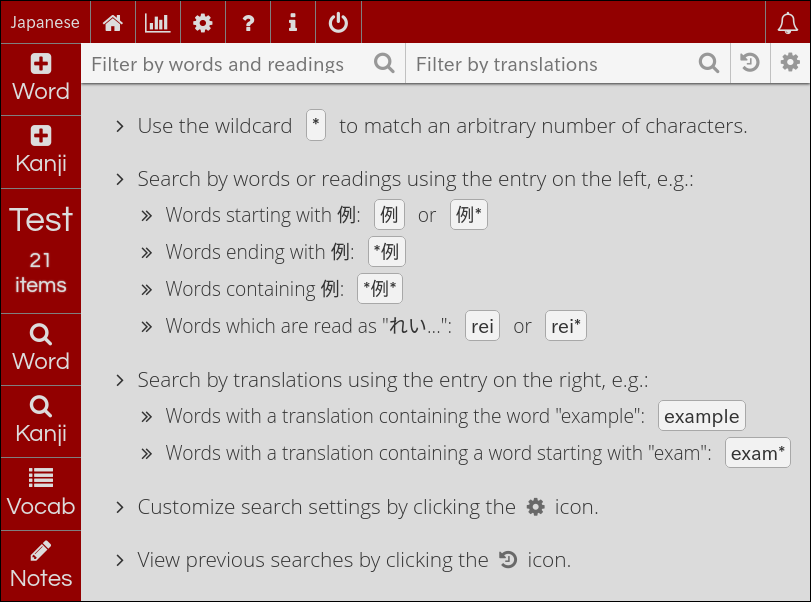 Japanese
Filter by words and readings
Filter by translations
Word
Kanji
Test
21
items
Word
Kanji
Vocab
Notes
Use the wildcard * to match an arbitrary number of characters.
Search by words or readings using the entry on the left, e.g.:
Words starting with 例: 例 or 例*
Words ending with 例: *例
Words containing 例: *例*
Words which are read as "れい...": rei or rei*
Search by translations using the entry on the right, e.g.:
Words with a translation containing the word "example": example
Words with a translation containing a word starting with "exam": exam*
Customize search settings by clicking the icon.
View previous searches by clicking the icon.